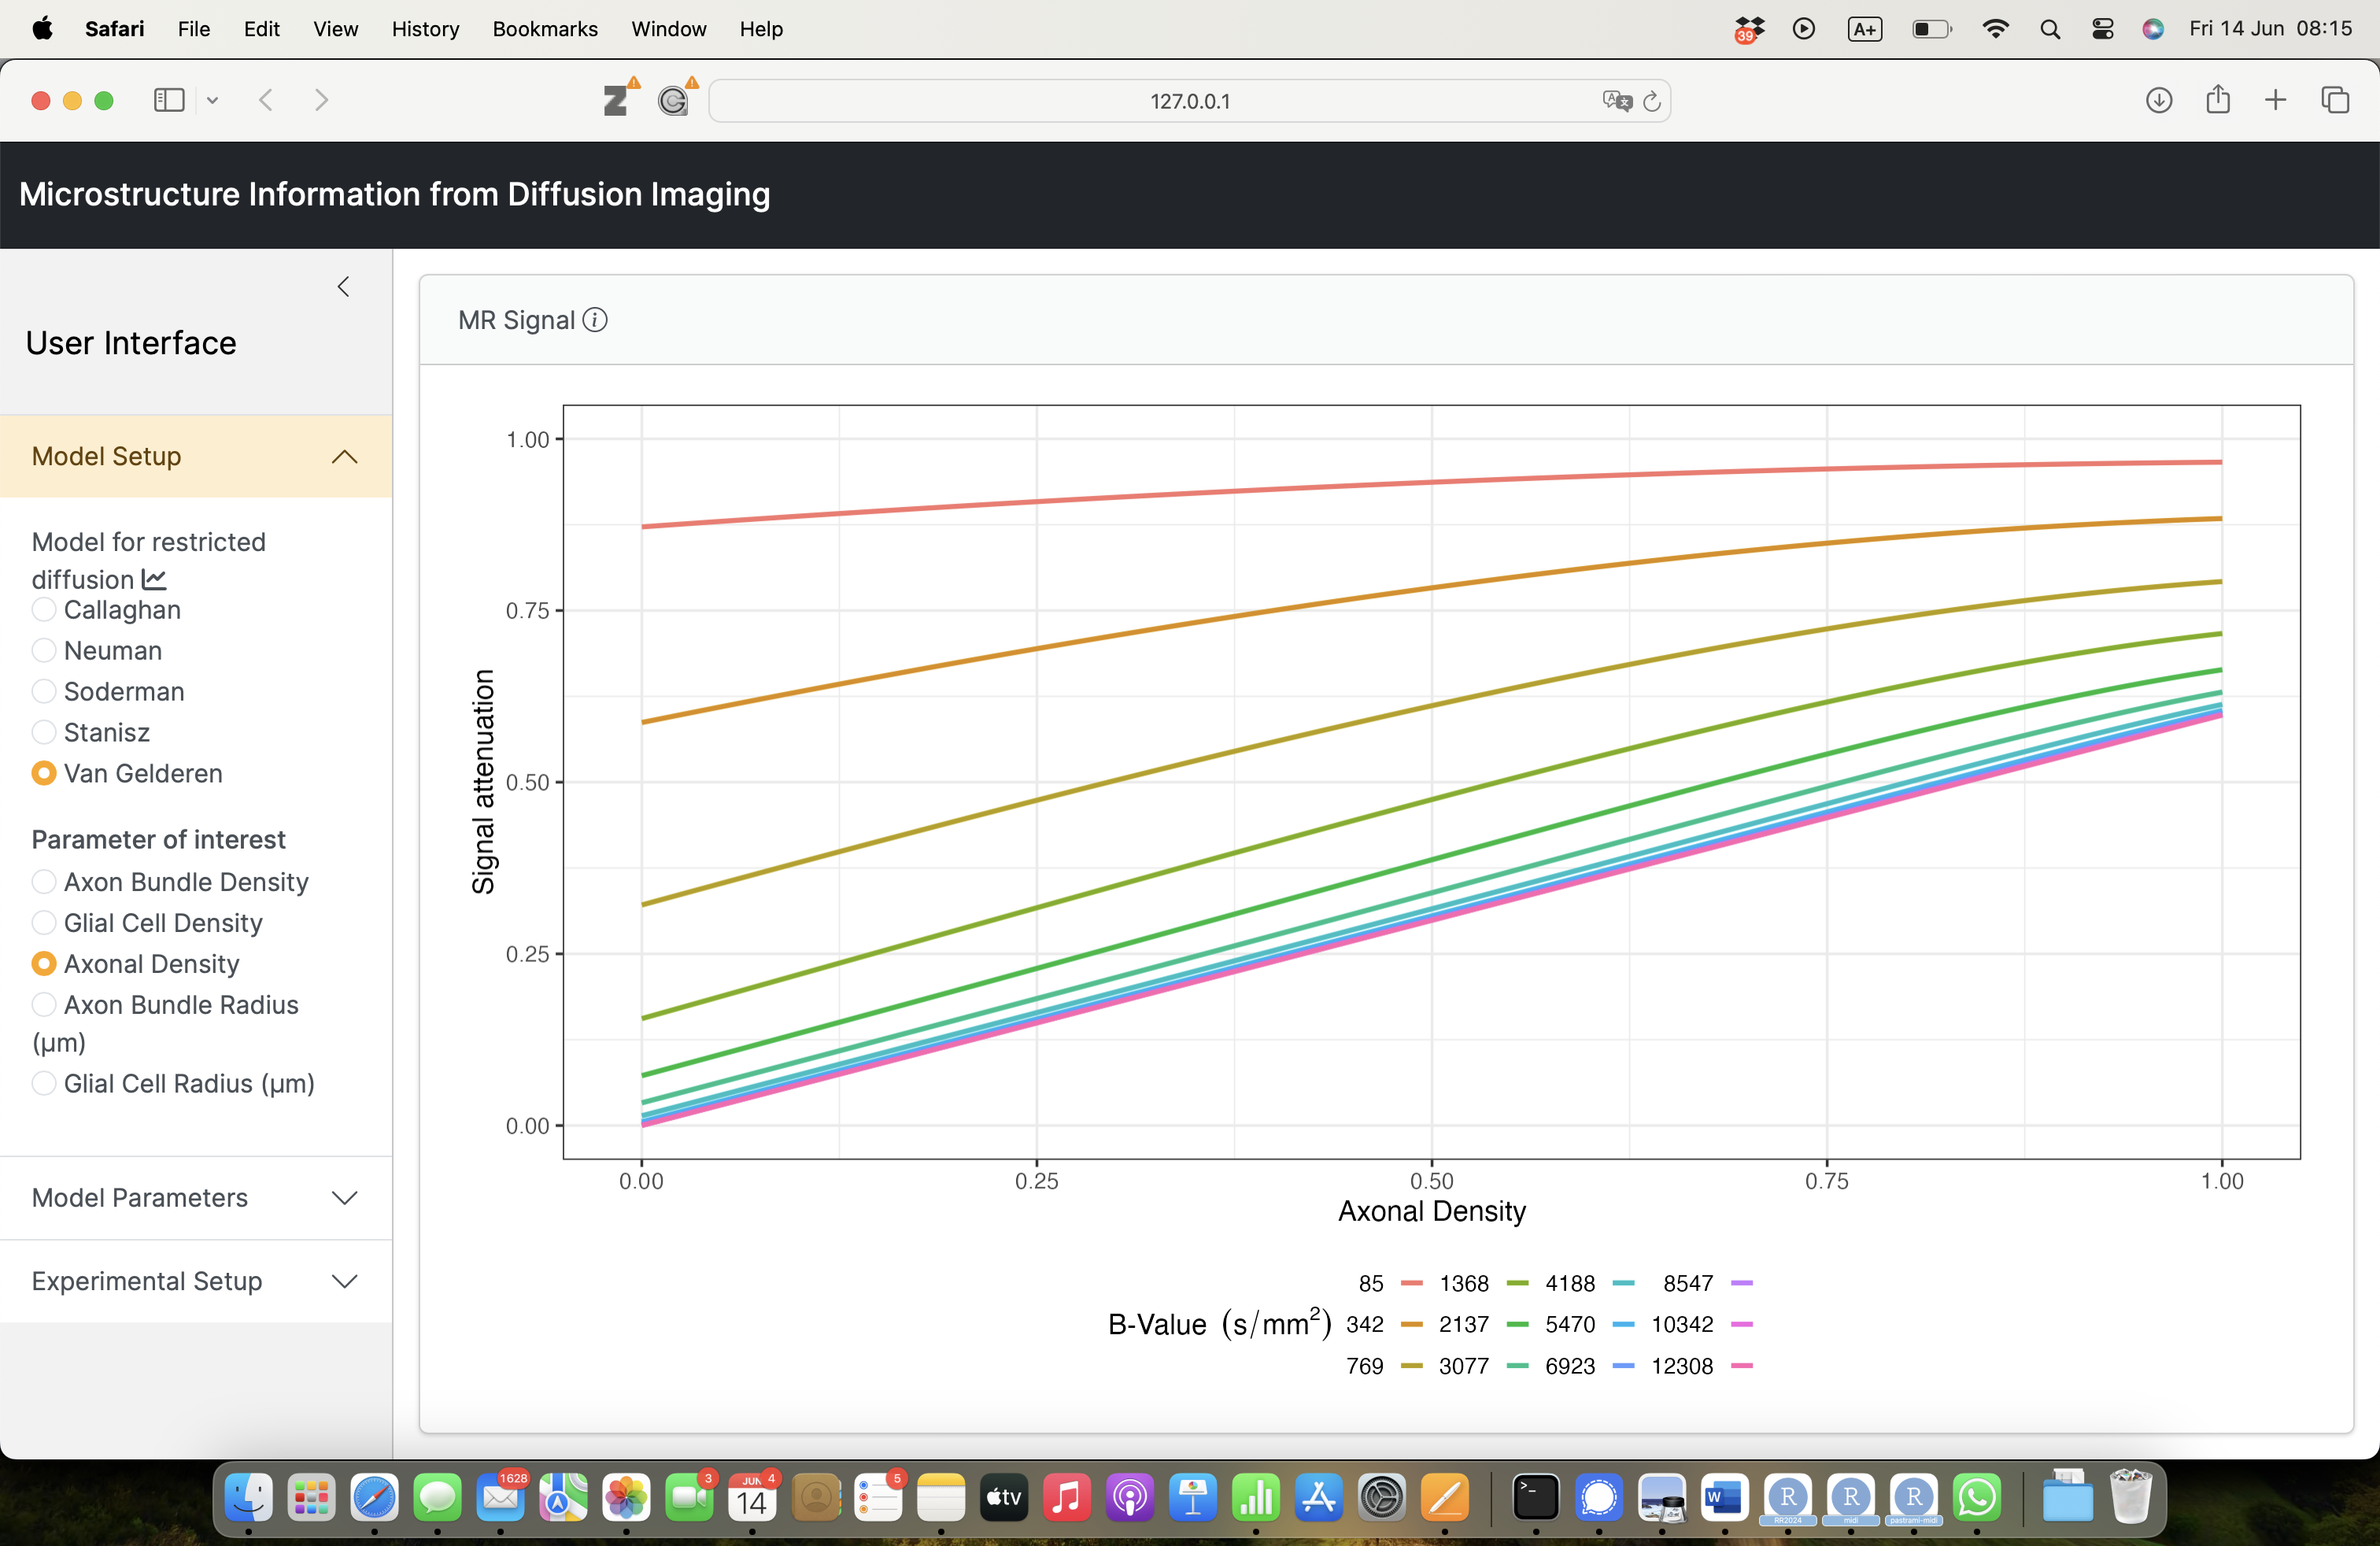 Safari File Edit View History Bookmarks Window Help 39 A+ Fri 14 Jun 08:15
127.0.0.1
Microstructure Information from Diffusion Imaging
User Interface
Model Setup
Model for restricted
diffusion
Callaghan
Neuman
Soderman
Stanisz
Van Gelderen
Parameter of interest
Axon Bundle Density
Glial Cell Density
Axonal Density
Axon Bundle Radius
(μm)
Glial Cell Radius (μm)
Model Parameters
Experimental Setup
MR Signal
Signal attenuation
1.00
0.75
0.50
0.25
0.00
0.00 0.25 0.50 0.75 1.00
Axonal Density
B-Value (s/mm²)
85 1368 4188 8547
342 2137 5470 10342
769 3077 6923 12308
1628 3 JUN 4 14 5 tv W R R R
RR2024 midi pastrami-midi